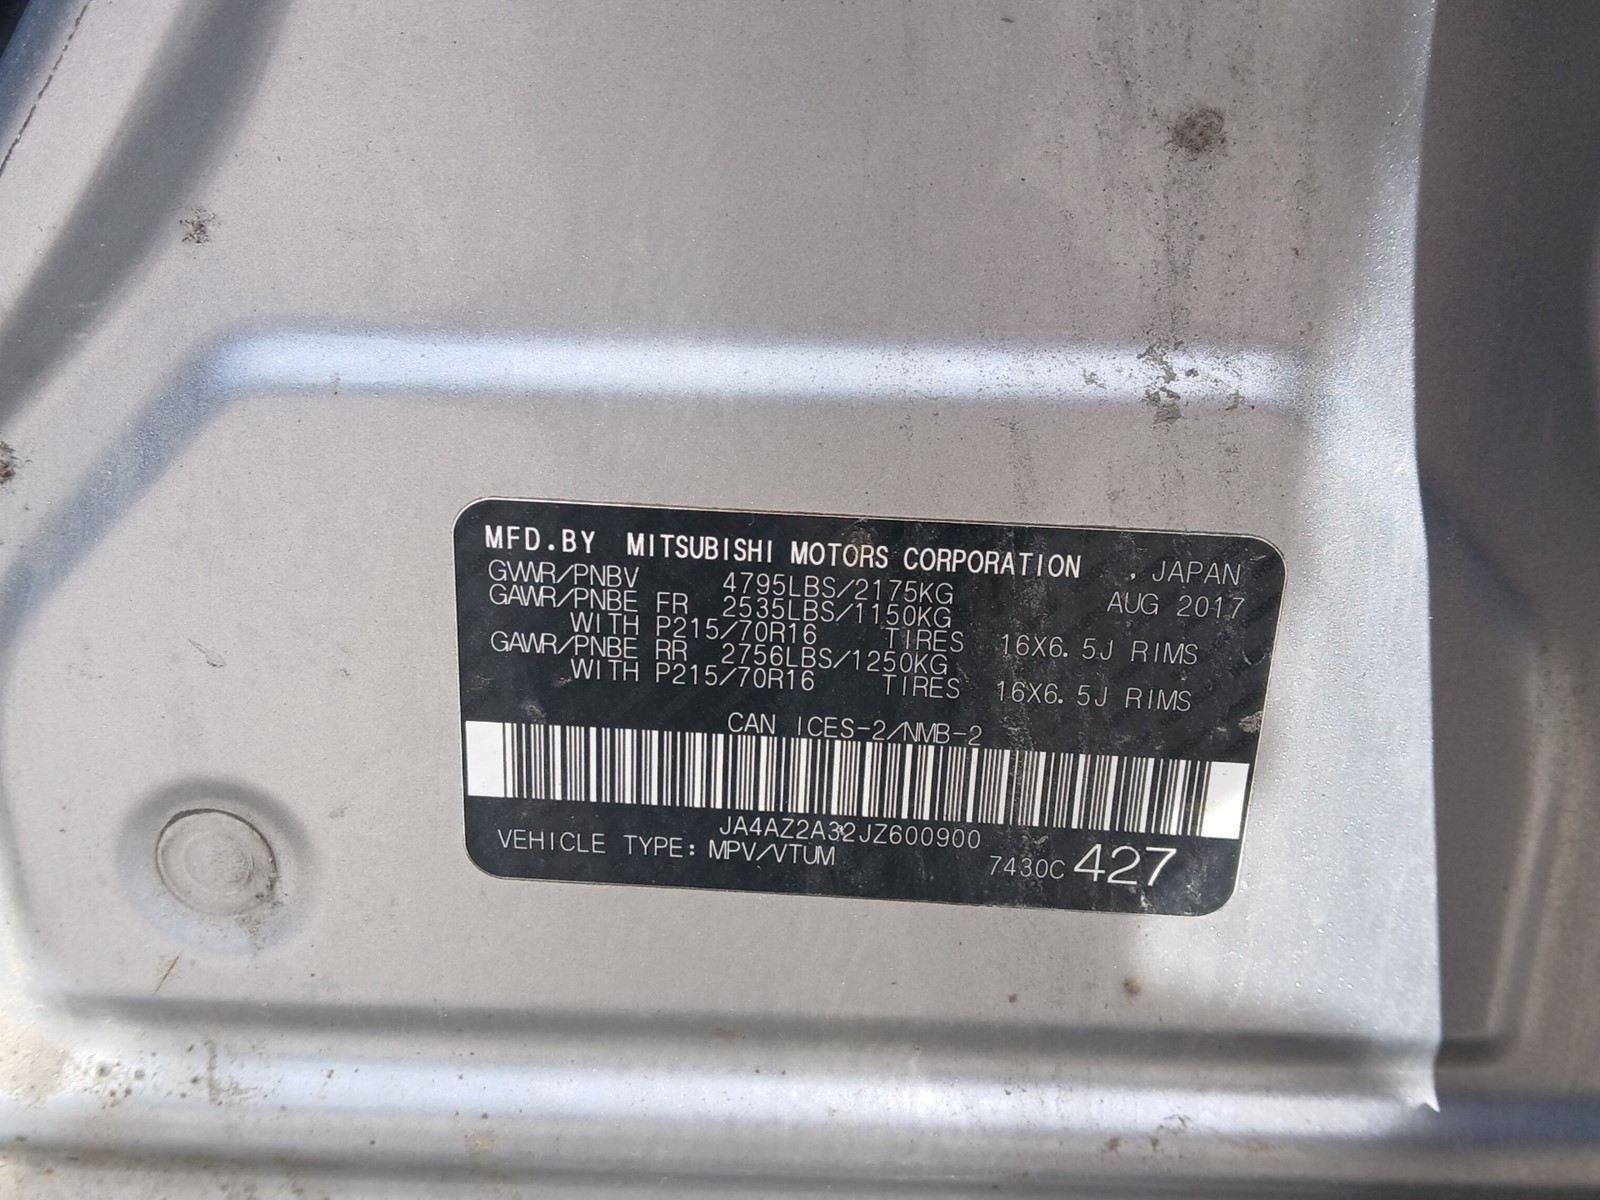 MFD.BY MITSUBISHI MOTORS CORPORATION , JAPAN
GVWR/PNBV 4795LBS/2175KG AUG 2017
GAWR/PNBE FR 2535LBS/1150KG
WITH P215/70R16 TIRES 16X6.5J RIMS
GAWR/PNBE RR 2756LBS/1250KG
WITH P215/70R16 TIRES 16X6.5J RIMS
CAN ICES-2/NMB-2
JA4AZ2A32JZ600900
VEHICLE TYPE: MPV/VTUM 7430C 427